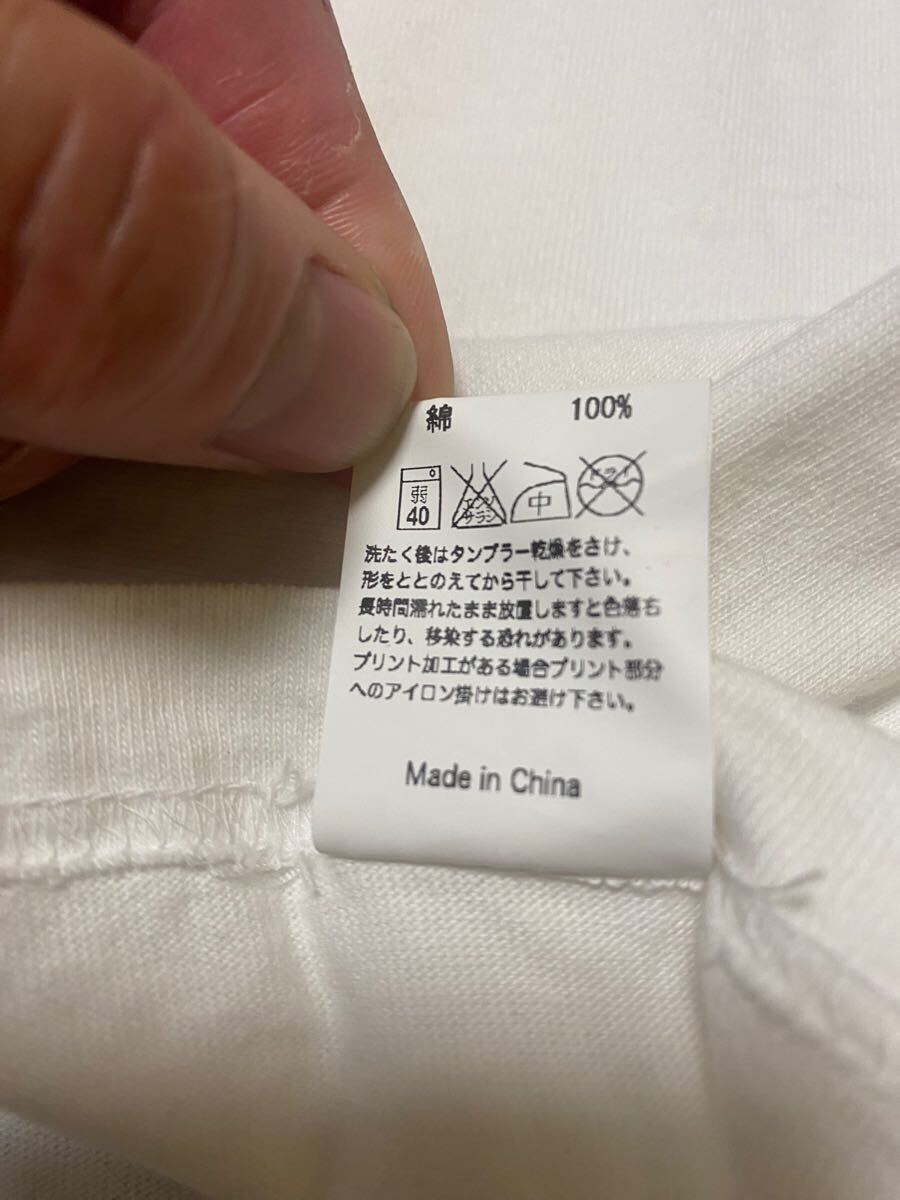 綿 100%
弱 40 エンソ サラシ 中 ドライ
洗たく後はタンブラー乾燥をさけ、
形をととのえてから干して下さい。
長時間濡れたまま放置しますと色落ち
したり、移染する恐れがあります。
プリント加工がある場合プリント部分
へのアイロン掛けはお避け下さい。
Made in China